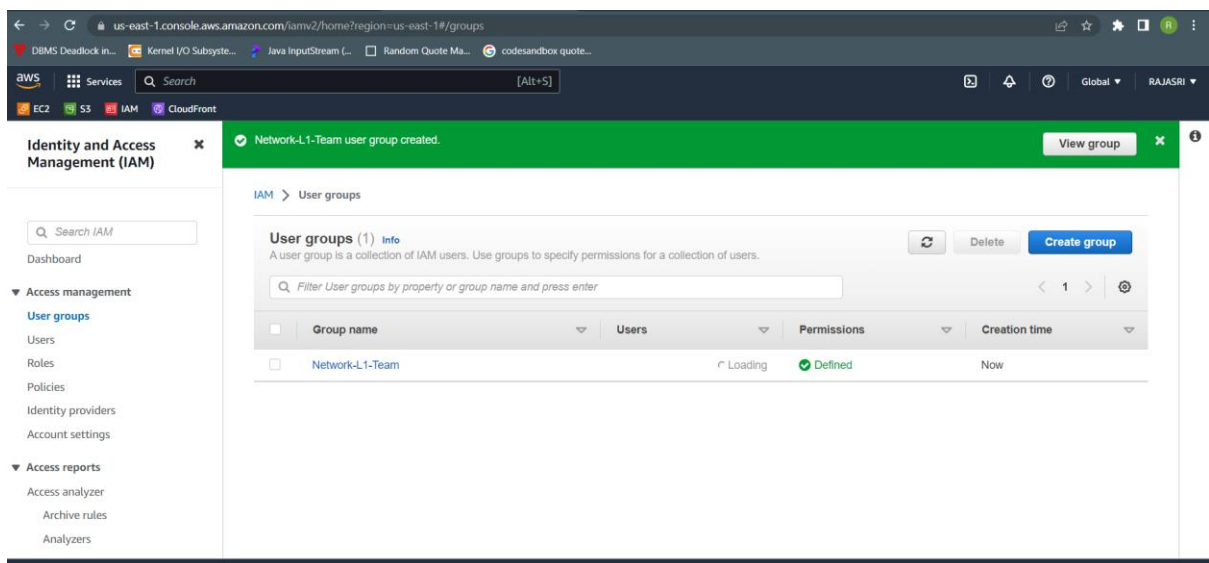 us-east-1.console.aws.amazon.com/iamv2/home?region=us-east-1#/groups
R
DBMS Deadlock in... Kernel I/O Subsyste... Java InputStream (... Random Quote Ma... codesandbox quote...
aws Services Search [Alt+S] Global RAJASRI
EC2 S3 IAM CloudFront
Identity and Access
Management (IAM)
Search IAM
Dashboard
Access management
User groups
Users
Roles
Policies
Identity providers
Account settings
Access reports
Access analyzer
Archive rules
Analyzers
Network-L1-Team user group created. View group
IAM > User groups
User groups (1) Info
A user group is a collection of IAM users. Use groups to specify permissions for a collection of users.
Delete Create group
Filter User groups by property or group name and press enter
< 1 >
Group name Users Permissions Creation time
Network-L1-Team Loading Defined Now